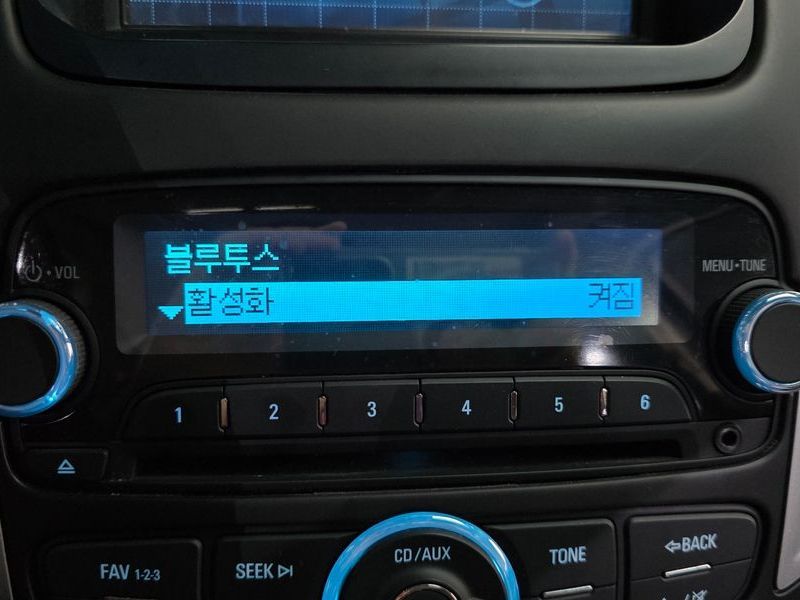 블루투스
활성화 켜짐
VOL
MENU•TUNE
1 2 3 4 5 6
FAV 1-2-3
SEEK
CD/AUX
TONE
BACK